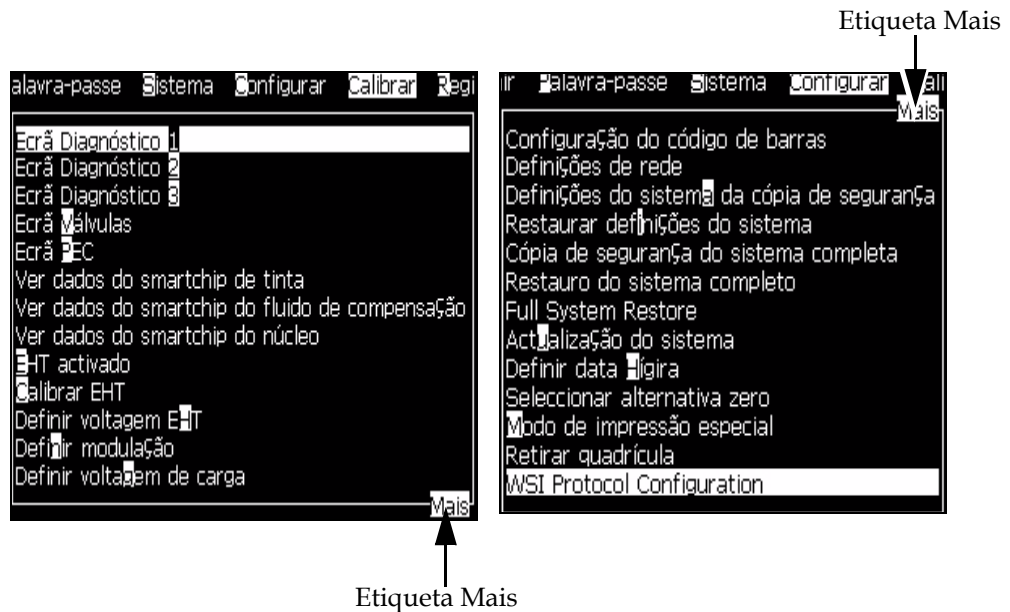 Etiqueta Mais
alavra-passe Sistema Configurar Calibrar Regi
Ecrã Diagnóstico 1
Ecrã Diagnóstico 2
Ecrã Diagnóstico 3
Ecrã Válvulas
Ecrã PEC
Ver dados do smartchip de tinta
Ver dados do smartchip do fluido de compensação
Ver dados do smartchip do núcleo
EHT activado
Calibrar EHT
Definir voltagem EHT
Definir modulação
Definir voltagem de carga
Mais
ir Palavra-passe Sistema Configurar ali
Mais
Configuração do código de barras
Definições de rede
Definições do sistema da cópia de segurança
Restaurar definições do sistema
Cópia de segurança do sistema completa
Restauro do sistema completo
Full System Restore
Actualização do sistema
Definir data Hígira
Seleccionar alternativa zero
Modo de impressão especial
Retirar quadrícula
WSI Protocol Configuration
Etiqueta Mais